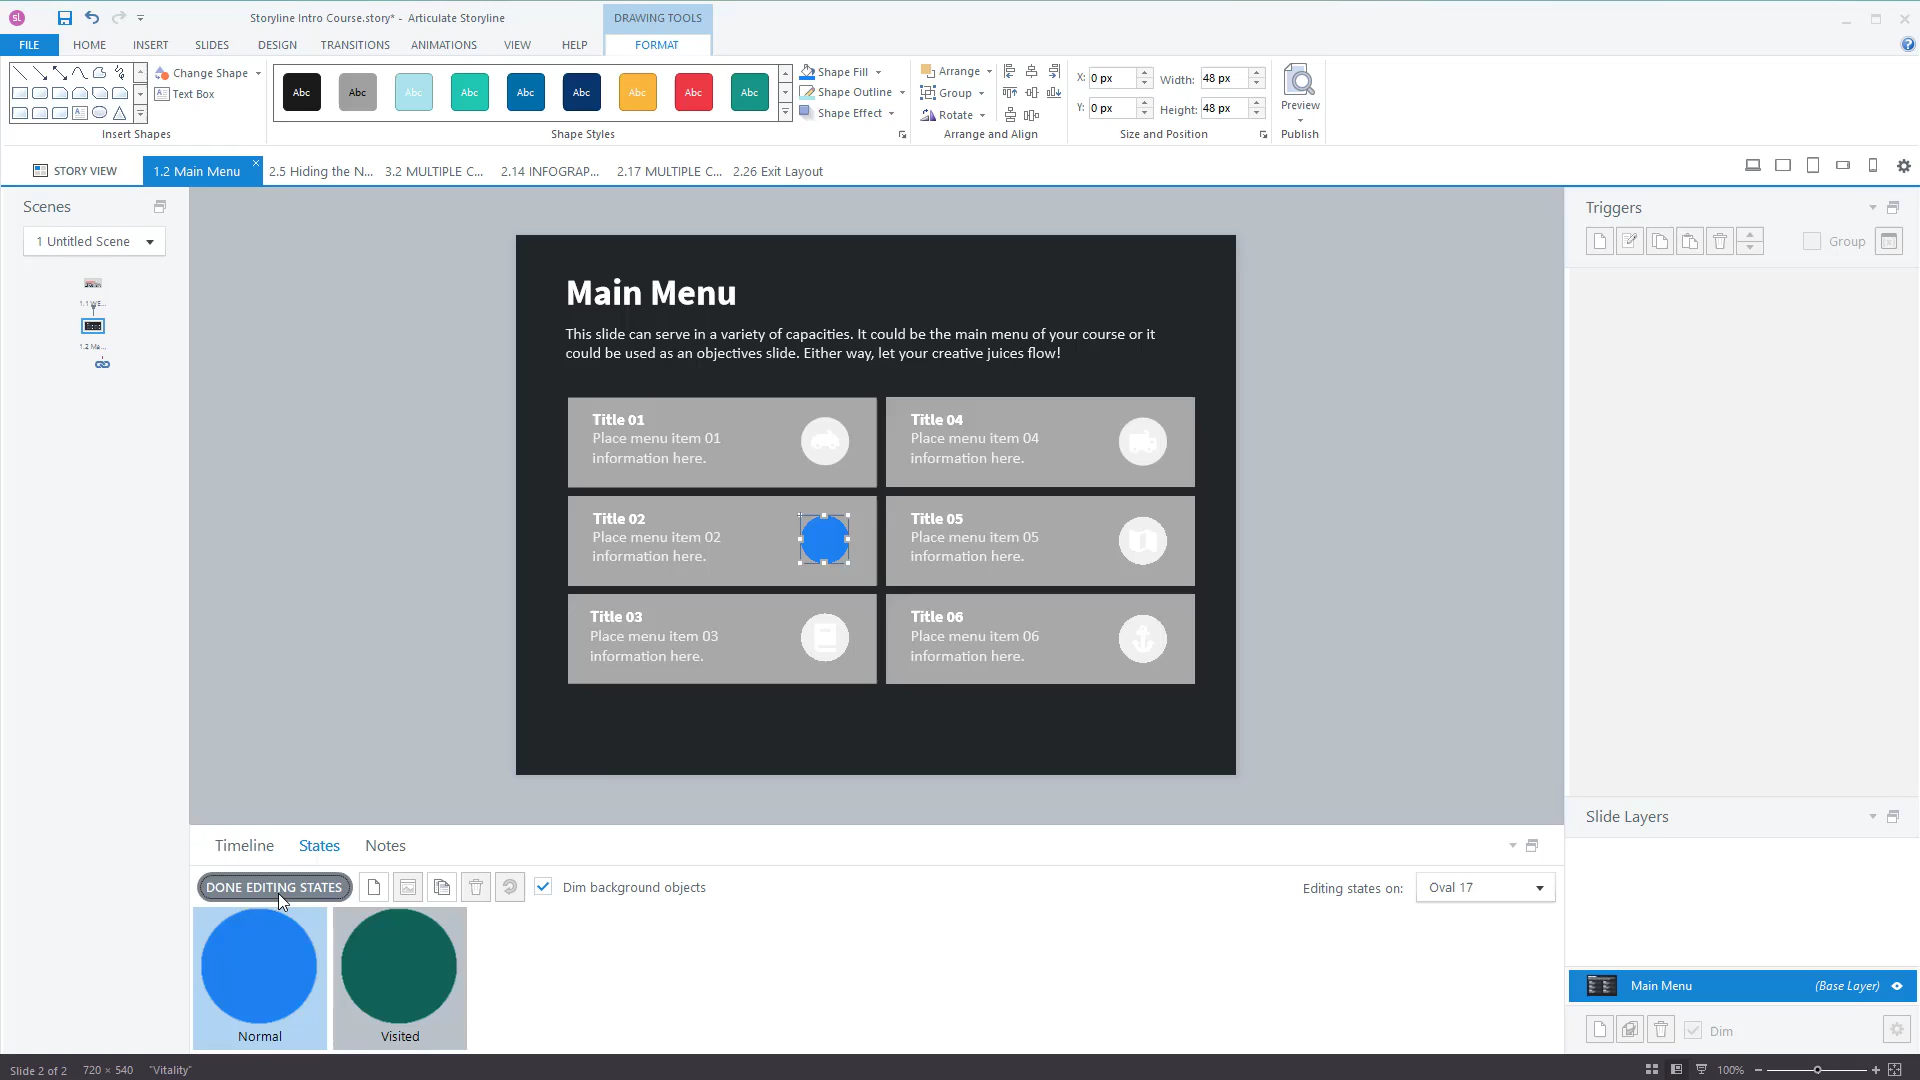 sl
Storyline Intro Course.story* - Articulate Storyline
DRAWING TOOLS
FILE
HOME
INSERT
SLIDES
DESIGN
TRANSITIONS
ANIMATIONS
VIEW
HELP
FORMAT
Change Shape
Text Box
Insert Shapes
Abc
Abc
Abc
Abc
Abc
Abc
Abc
Abc
Abc
Shape Styles
Shape Fill
Shape Outline
Shape Effect
Arrange
Group
Rotate
Arrange and Align
X: 0 px
Y: 0 px
Width: 48 px
Height: 48 px
Size and Position
Preview
Publish
STORY VIEW
1.2 Main Menu
2.5 Hiding the N...
3.2 MULTIPLE C...
2.14 INFOGRAP...
2.17 MULTIPLE C...
2.26 Exit Layout
Scenes
1 Untitled Scene
1.1 WE...
1.2 Ma...
Main Menu
This slide can serve in a variety of capacities. It could be the main menu of your course or it
could be used as an objectives slide. Either way, let your creative juices flow!
Title 01
Place menu item 01
information here.
Title 04
Place menu item 04
information here.
Title 02
Place menu item 02
information here.
Title 05
Place menu item 05
information here.
Title 03
Place menu item 03
information here.
Title 06
Place menu item 06
information here.
Triggers
Group
Slide Layers
Main Menu
(Base Layer)
Dim
Timeline
States
Notes
DONE EDITING STATES
Dim background objects
Editing states on:
Oval 17
Normal
Visited
Slide 2 of 2
720 × 540
"Vitality"
100%